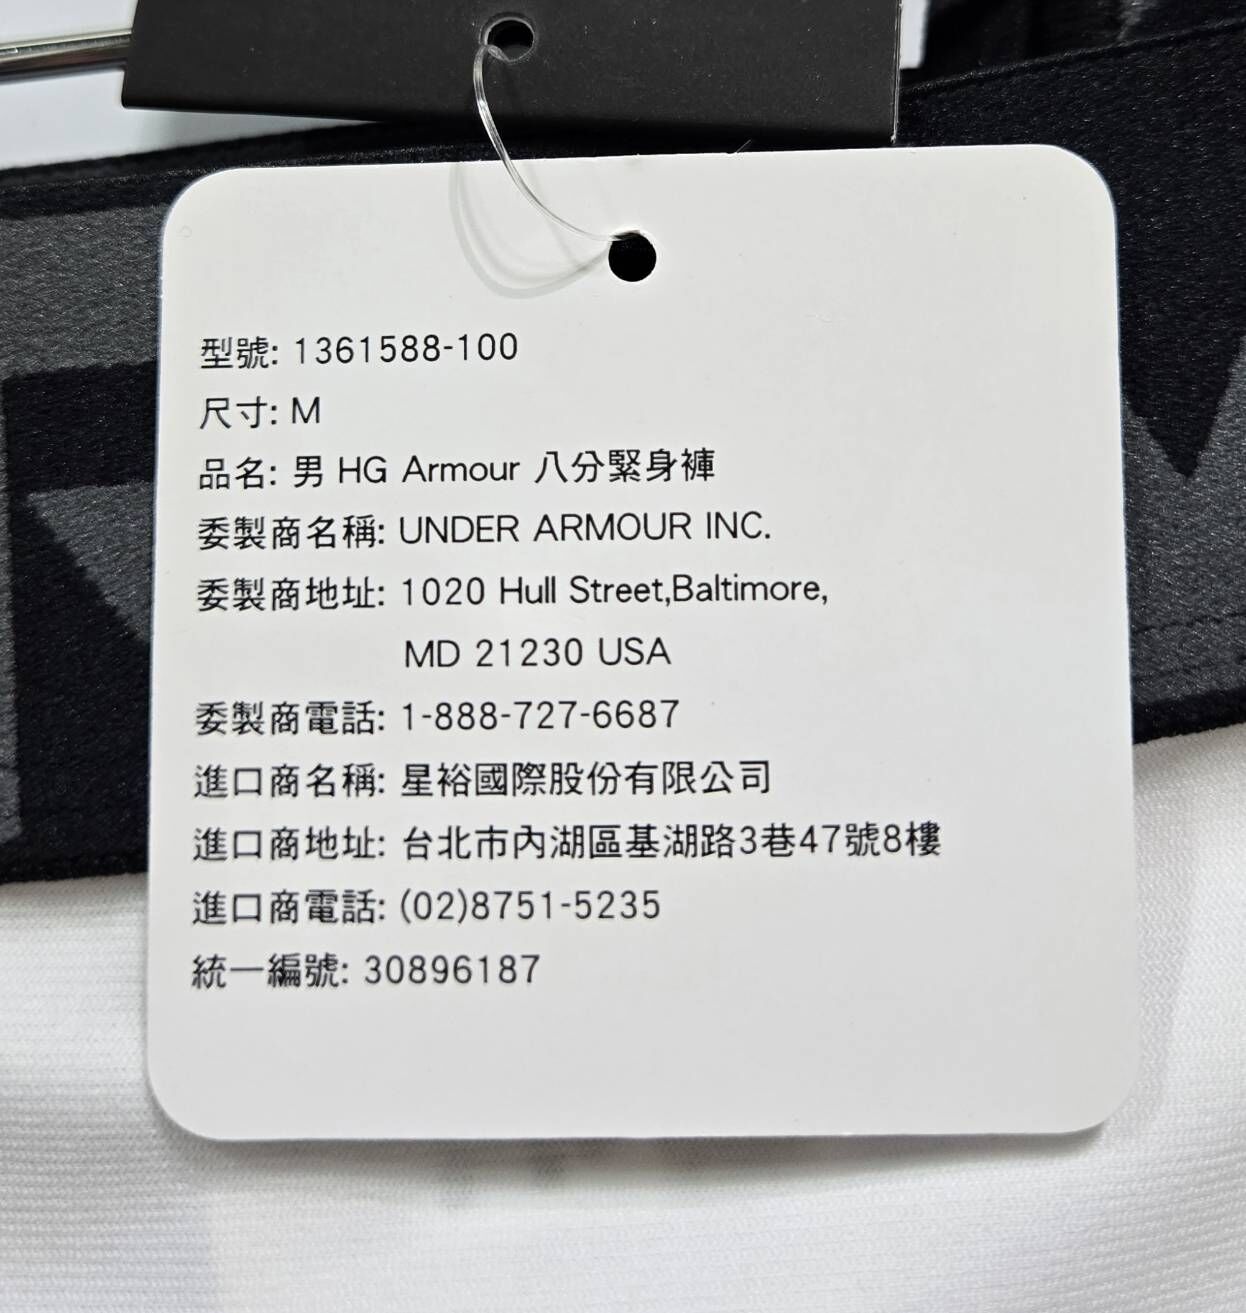 型號: 1361588-100
尺寸: M
品名: 男 HG Armour 八分緊身褲
委製商名稱: UNDER ARMOUR INC.
委製商地址: 1020 Hull Street,Baltimore,
MD 21230 USA
委製商電話: 1-888-727-6687
進口商名稱: 星裕國際股份有限公司
進口商地址: 台北市內湖區基湖路3巷47號8樓
進口商電話: (02)8751-5235
統一編號: 30896187